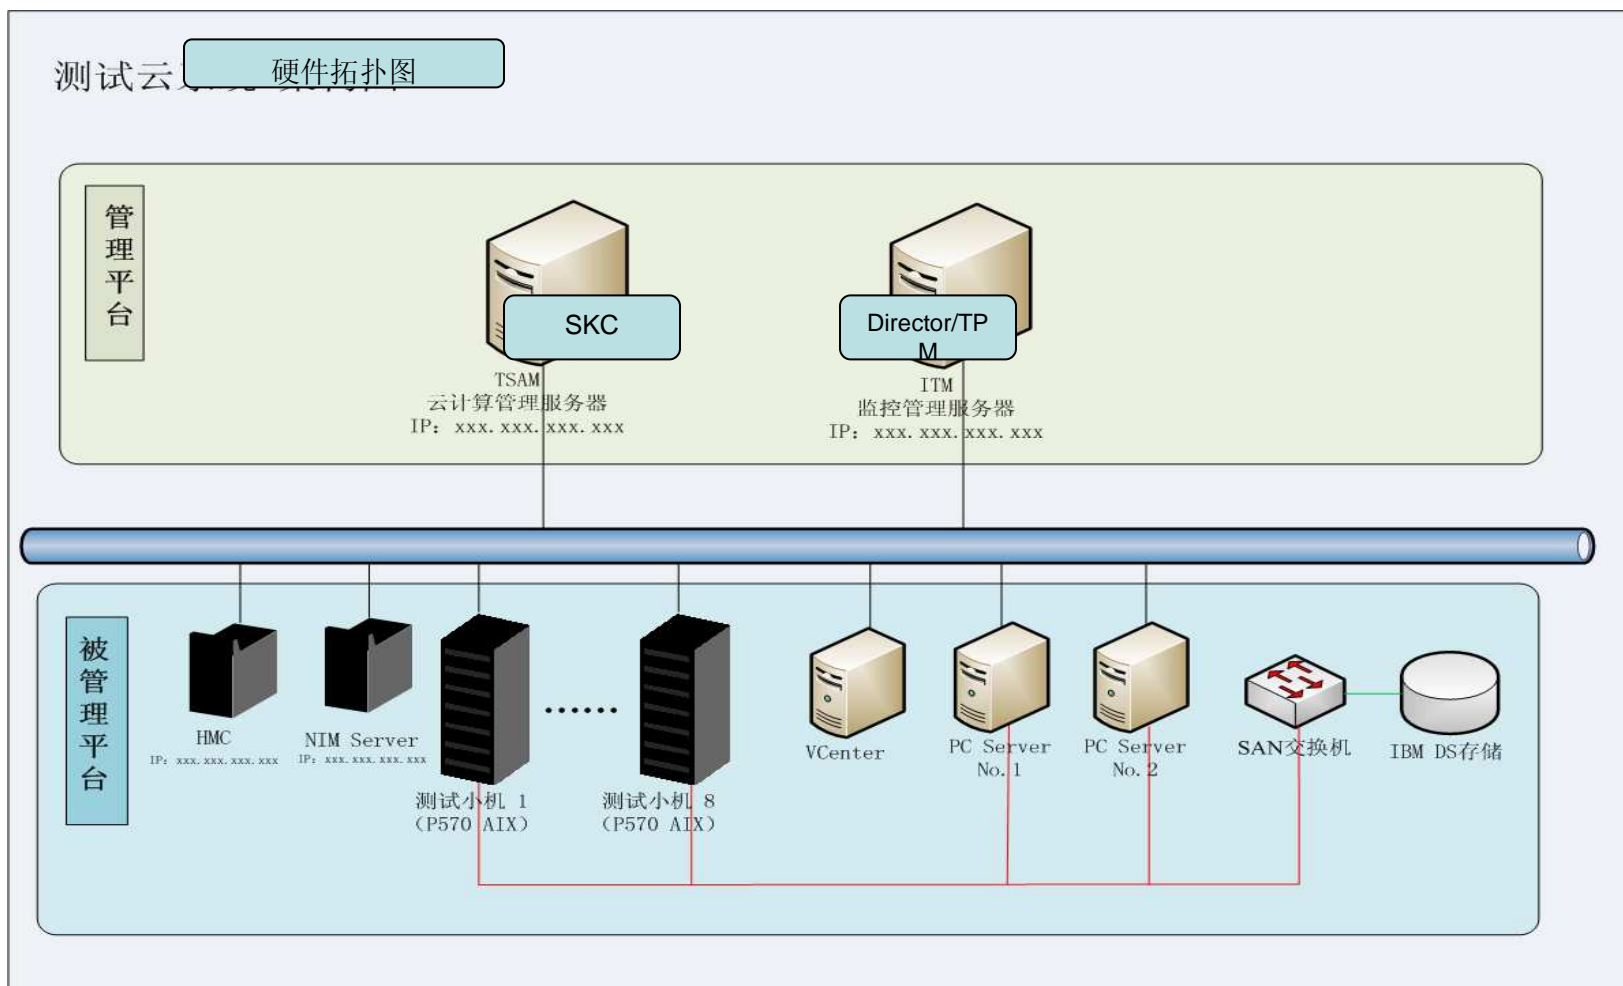 测试云
硬件拓扑图
管
理
平
台
SKC
Director/TP
M
TSAM
云计算管理服务器
IP: xxx.xxx.xxx.xxx
ITM
监控管理服务器
IP: xxx.xxx.xxx.xxx
被
管
理
平
台
HMC
IP: xxx.xxx.xxx.xxx
NIM Server
IP: xxx.xxx.xxx.xxx
测试小机 1
（P570 AIX）
......
测试小机 8
（P570 AIX）
VCenter
PC Server
No.1
PC Server
No.2
SAN交换机
IBM DS存储